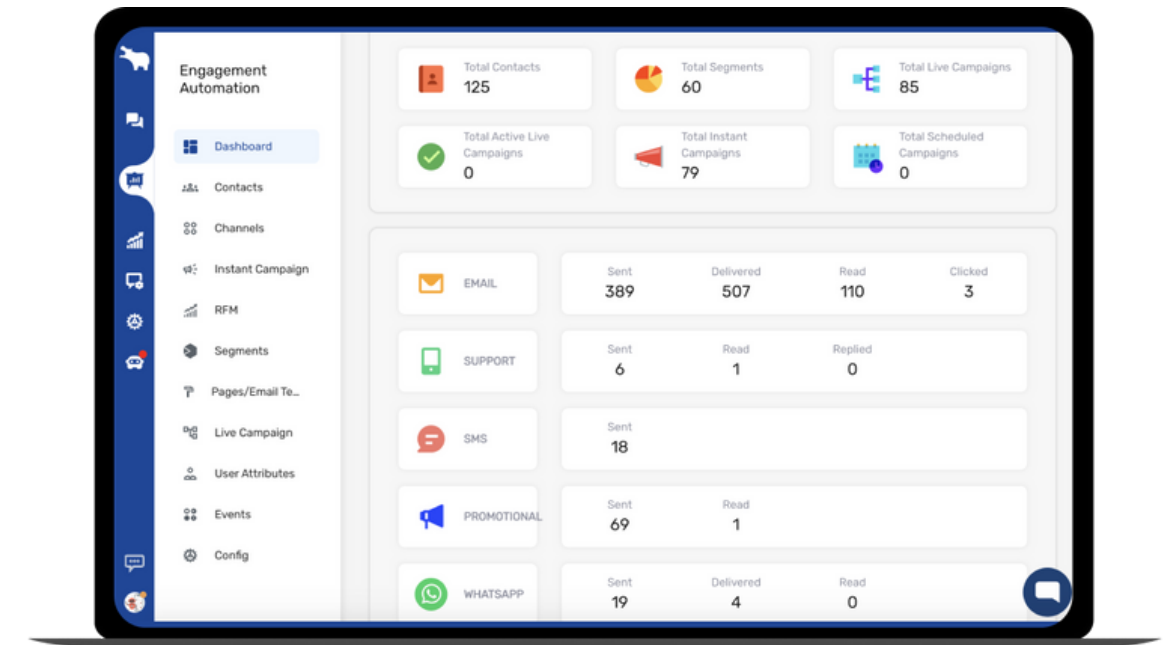 Engagement
Automation
Dashboard
Contacts
Channels
Instant Campaign
RFM
Segments
Pages/Email Te...
Live Campaign
User Attributes
Events
Config
Total Contacts
125
Total Segments
60
Total Live Campaigns
85
Total Active Live
Campaigns
0
Total Instant
Campaigns
79
Total Scheduled
Campaigns
0
EMAIL
Sent Delivered Read Clicked
389 507 110 3
SUPPORT
Sent Read Replied
6 1 0
SMS
Sent
18
PROMOTIONAL
Sent Read
69 1
WHATSAPP
Sent Delivered Read
19 4 0